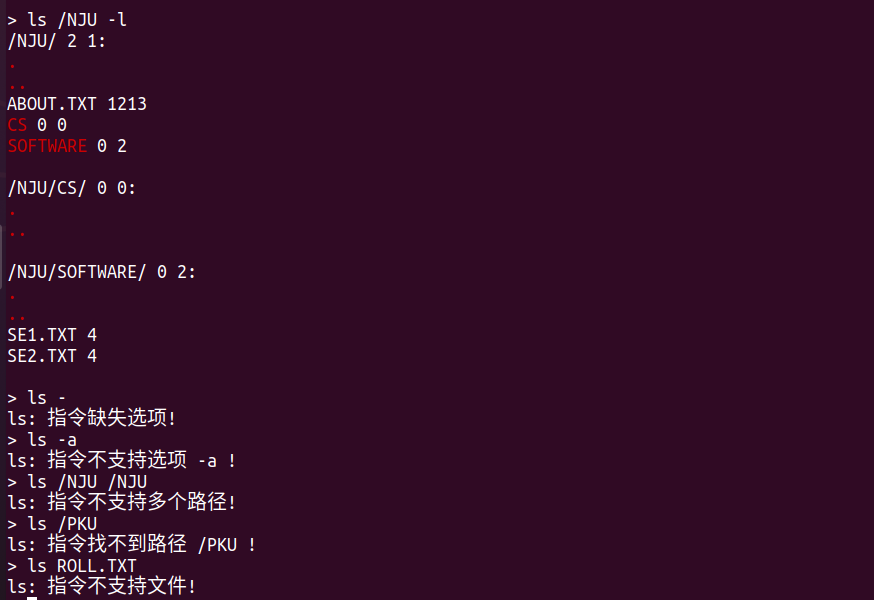 > ls /NJU -l
/NJU/ 2 1:
.
..
ABOUT.TXT 1213
CS 0 0
SOFTWARE 0 2
/NJU/CS/ 0 0:
.
..
/NJU/SOFTWARE/ 0 2:
.
..
SE1.TXT 4
SE2.TXT 4
> ls -
ls: 指令缺失选项!
> ls -a
ls: 指令不支持选项 -a !
> ls /NJU /NJU
ls: 指令不支持多个路径!
> ls /PKU
ls: 指令找不到路径 /PKU !
> ls ROLL.TXT
ls: 指令不支持文件!